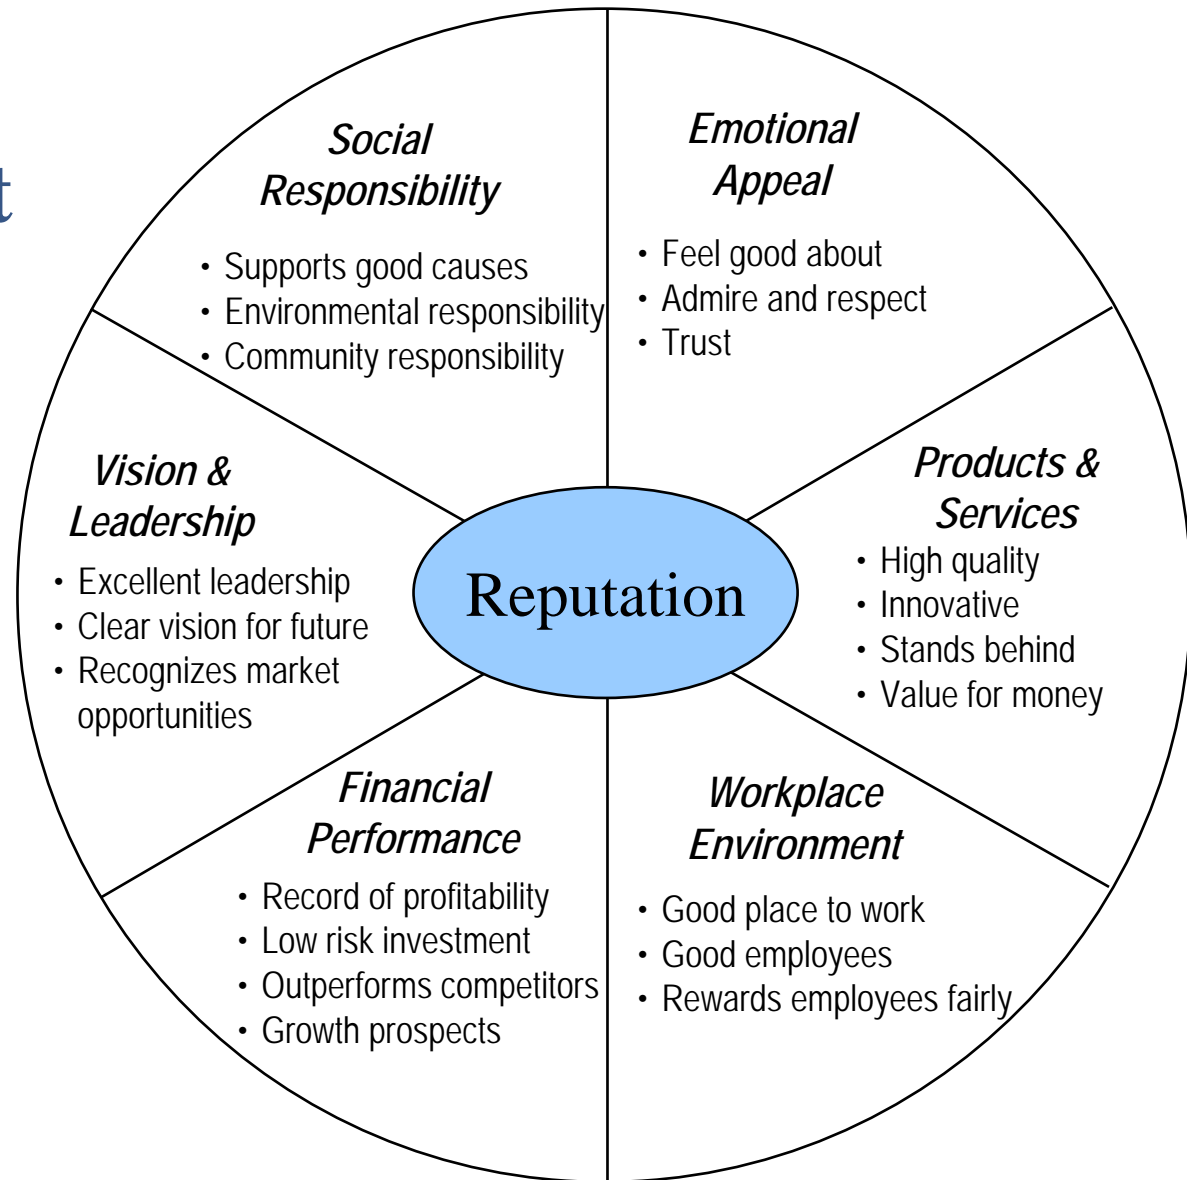 t
Social
Responsibility
• Supports good causes
• Environmental responsibility
• Community responsibility
Emotional
Appeal
• Feel good about
• Admire and respect
• Trust
Products &
Services
• High quality
• Innovative
• Stands behind
• Value for money
Workplace
Environment
• Good place to work
• Good employees
• Rewards employees fairly
Financial
Performance
• Record of profitability
• Low risk investment
• Outperforms competitors
• Growth prospects
Vision &
Leadership
• Excellent leadership
• Clear vision for future
• Recognizes market
opportunities
Reputation